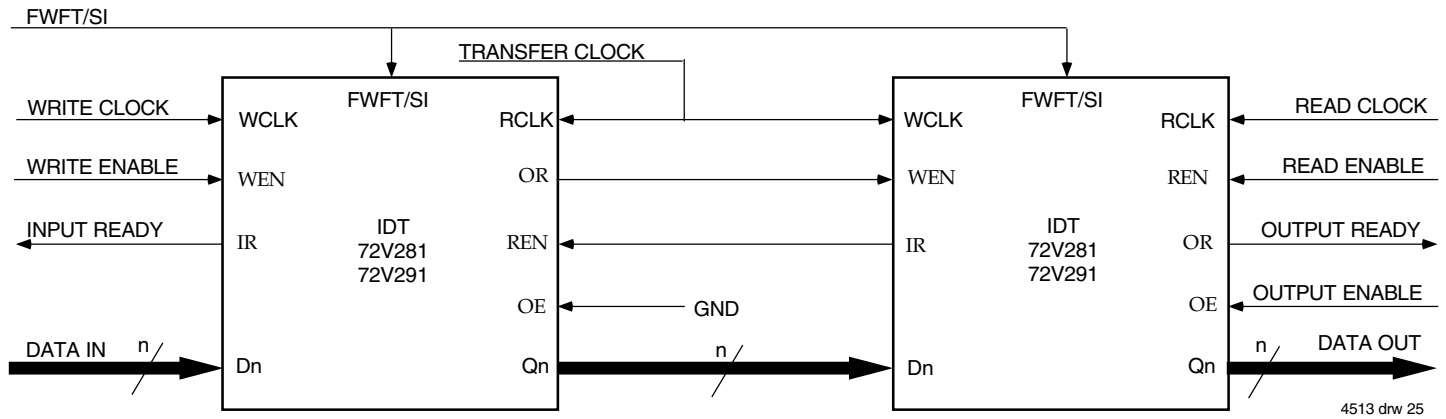 FWFT/SI
TRANSFER CLOCK
FWFT/SI
FWFT/SI
WRITE CLOCK
WCLK
RCLK
WCLK
RCLK
READ CLOCK
WRITE ENABLE
WEN
OR
WEN
REN
READ ENABLE
INPUT READY
IR
IDT
72V281
72V291
REN
IR
IDT
72V281
72V291
OR
OUTPUT READY
OE
GND
OE
OUTPUT ENABLE
DATA IN
n
Dn
Qn
n
Dn
Qn
n
DATA OUT
4513 drw 25